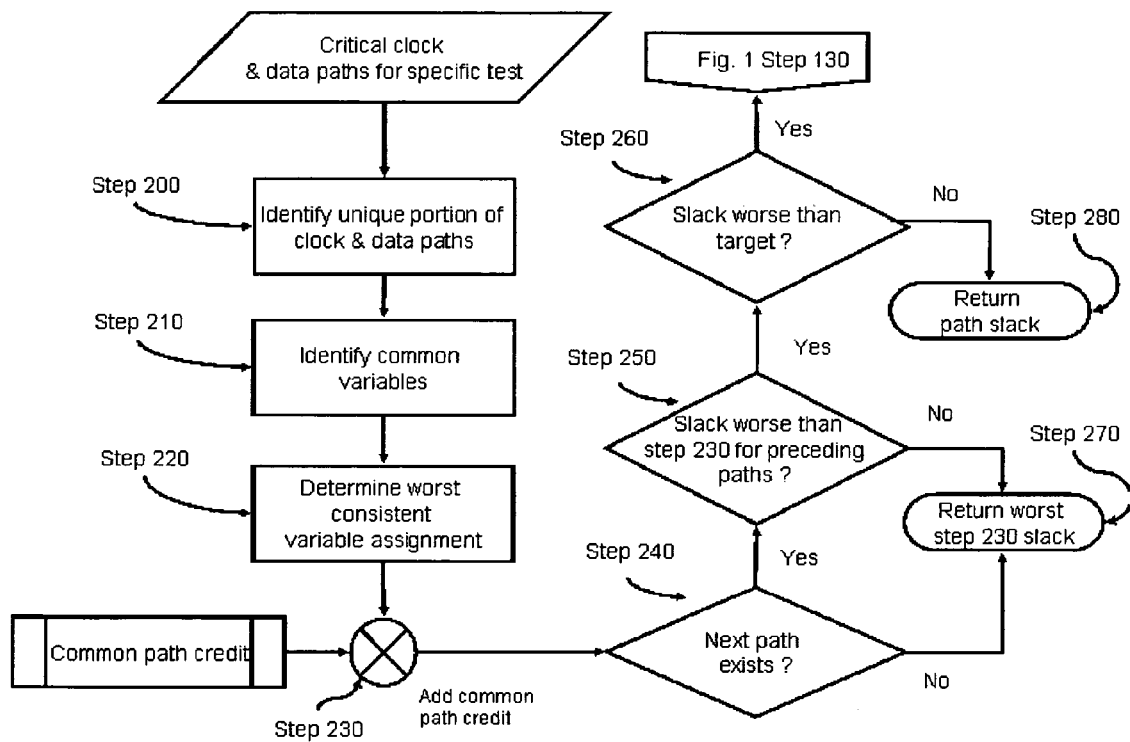 Critical clock
& data paths for specific test
Step 200
Identify unique portion of
clock & data paths
Step 210
Identify common
variables
Step 220
Determine worst
consistent
variable assignment
Common path credit
Step 230
Add common
path credit
Fig. 1 Step 130
Yes
Step 260
Slack worse than
target ?
No
Step 280
Return
path slack
Yes
Step 250
Slack worse than
step 230 for preceding
paths ?
No
Step 270
Return worst
step 230 slack
Step 240
Yes
Next path
exists ?
No